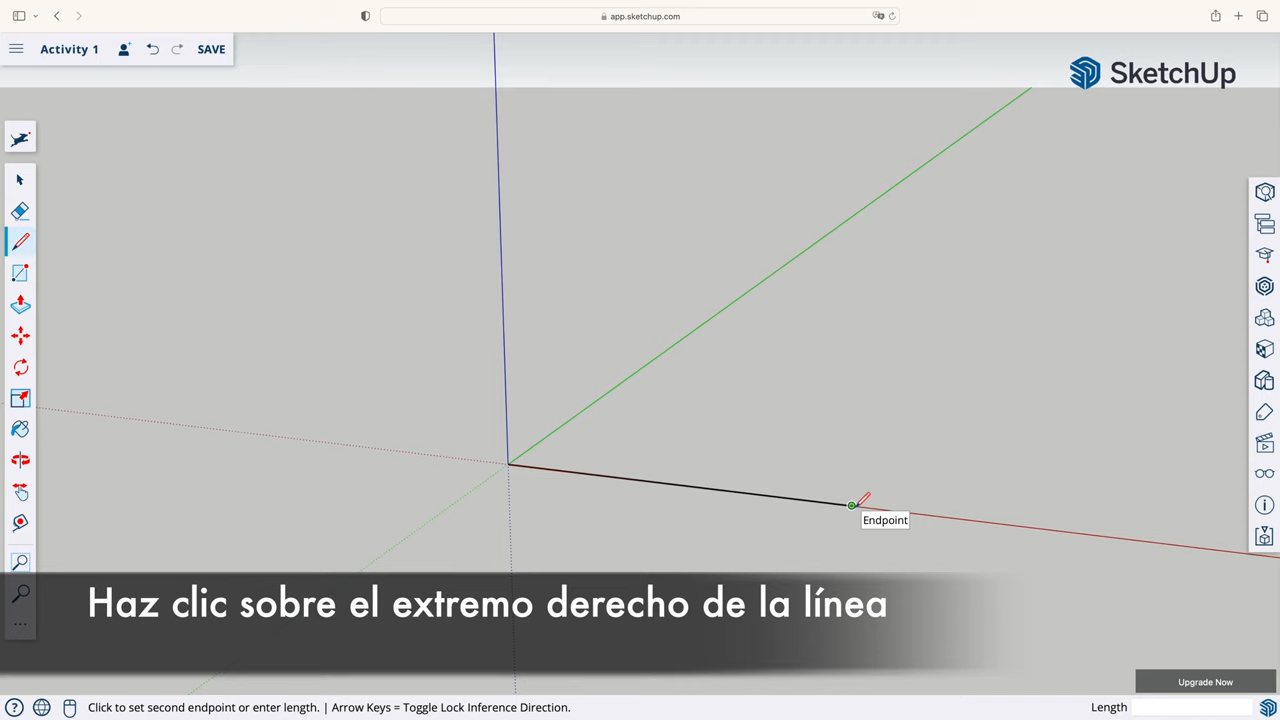 app.sketchup.com
Activity 1
SAVE
SketchUp
Endpoint
Haz clic sobre el extremo derecho de la línea
Upgrade Now
Click to set second endpoint or enter length. | Arrow Keys = Toggle Lock Inference Direction.
Length